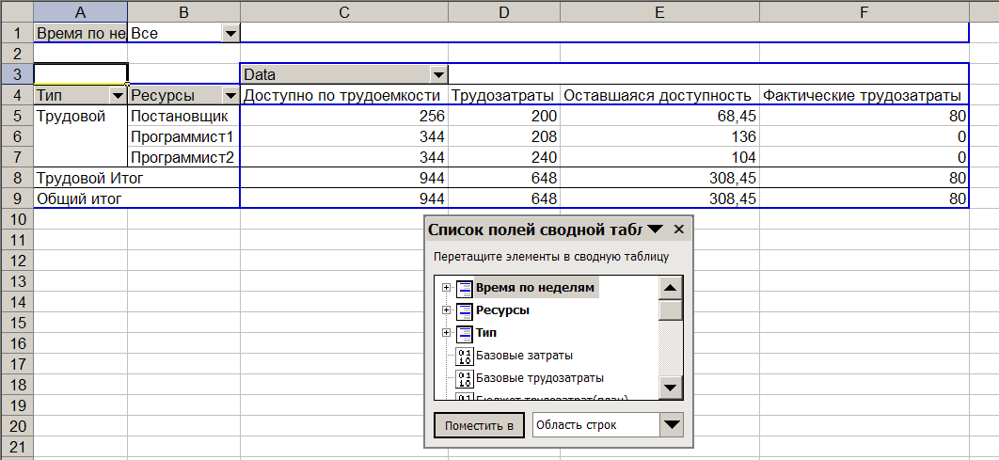 A B C D E F
1 Время по не Все
2
3 Data
4 Тип Ресурсы Доступно по трудоемкости Трудозатраты Оставшаяся доступность Фактические трудозатраты
5 Трудовой Постановщик 256 200 68,45 80
6 Программист1 344 208 136 0
7 Программист2 344 240 104 0
8 Трудовой Итог 944 648 308,45 80
9 Общий итог 944 648 308,45 80
10
11
12
13
14
15
16
17
18
19
20
21
Список полей сводной табл
Перетащите элементы в сводную таблицу
Время по неделям
Ресурсы
Тип
Базовые затраты
Базовые трудозатраты
Бюджет трудозатрат(план)
Поместить в Область строк